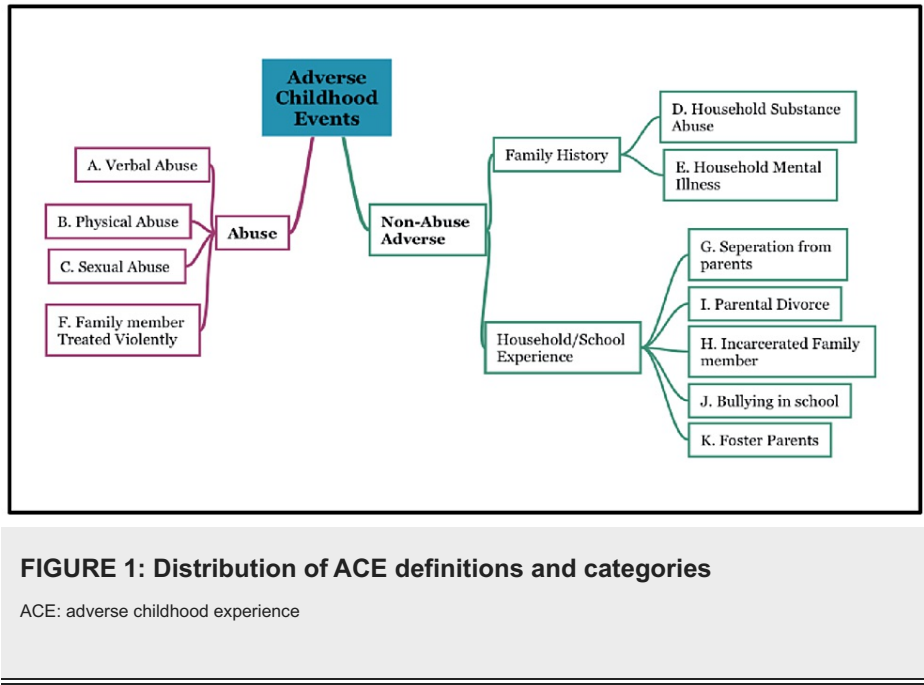 Adverse
Childhood
Events
A. Verbal Abuse
B. Physical Abuse
C. Sexual Abuse
F. Family member
Treated Violently
Abuse
Non-Abuse
Adverse
Family History
D. Household Substance
Abuse
E. Household Mental
Illness
Household/School
Experience
G. Seperation from
parents
I. Parental Divorce
H. Incarcerated Family
member
J. Bullying in school
K. Foster Parents
FIGURE 1: Distribution of ACE definitions and categories
ACE: adverse childhood experience